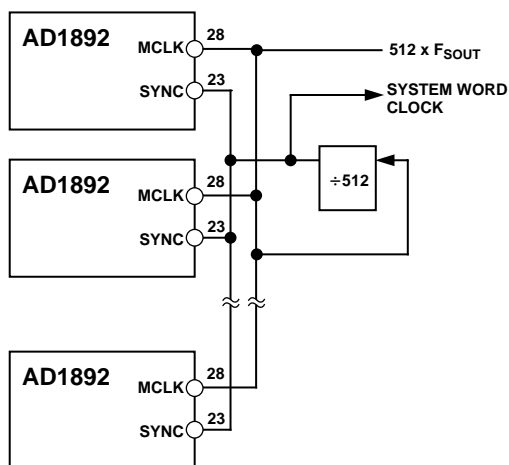 AD1892
MCLK 28
SYNC 23
512 x FSOUT
SYSTEM WORD
CLOCK
÷512
AD1892
MCLK 28
SYNC 23
AD1892
MCLK 28
SYNC 23